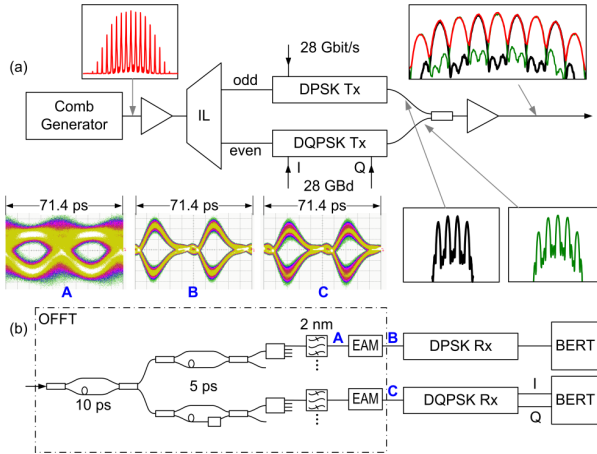 (a)
28 Gbit/s
odd
DPSK Tx
Comb
Generator
IL
DQPSK Tx
even
I
Q
28 GBd
71.4 ps
71.4 ps
71.4 ps
A
B
C
(b)
OFFT
2 nm
A
EAM
B
DPSK Rx
BERT
10 ps
5 ps
EAM
C
DQPSK Rx
I
Q
BERT